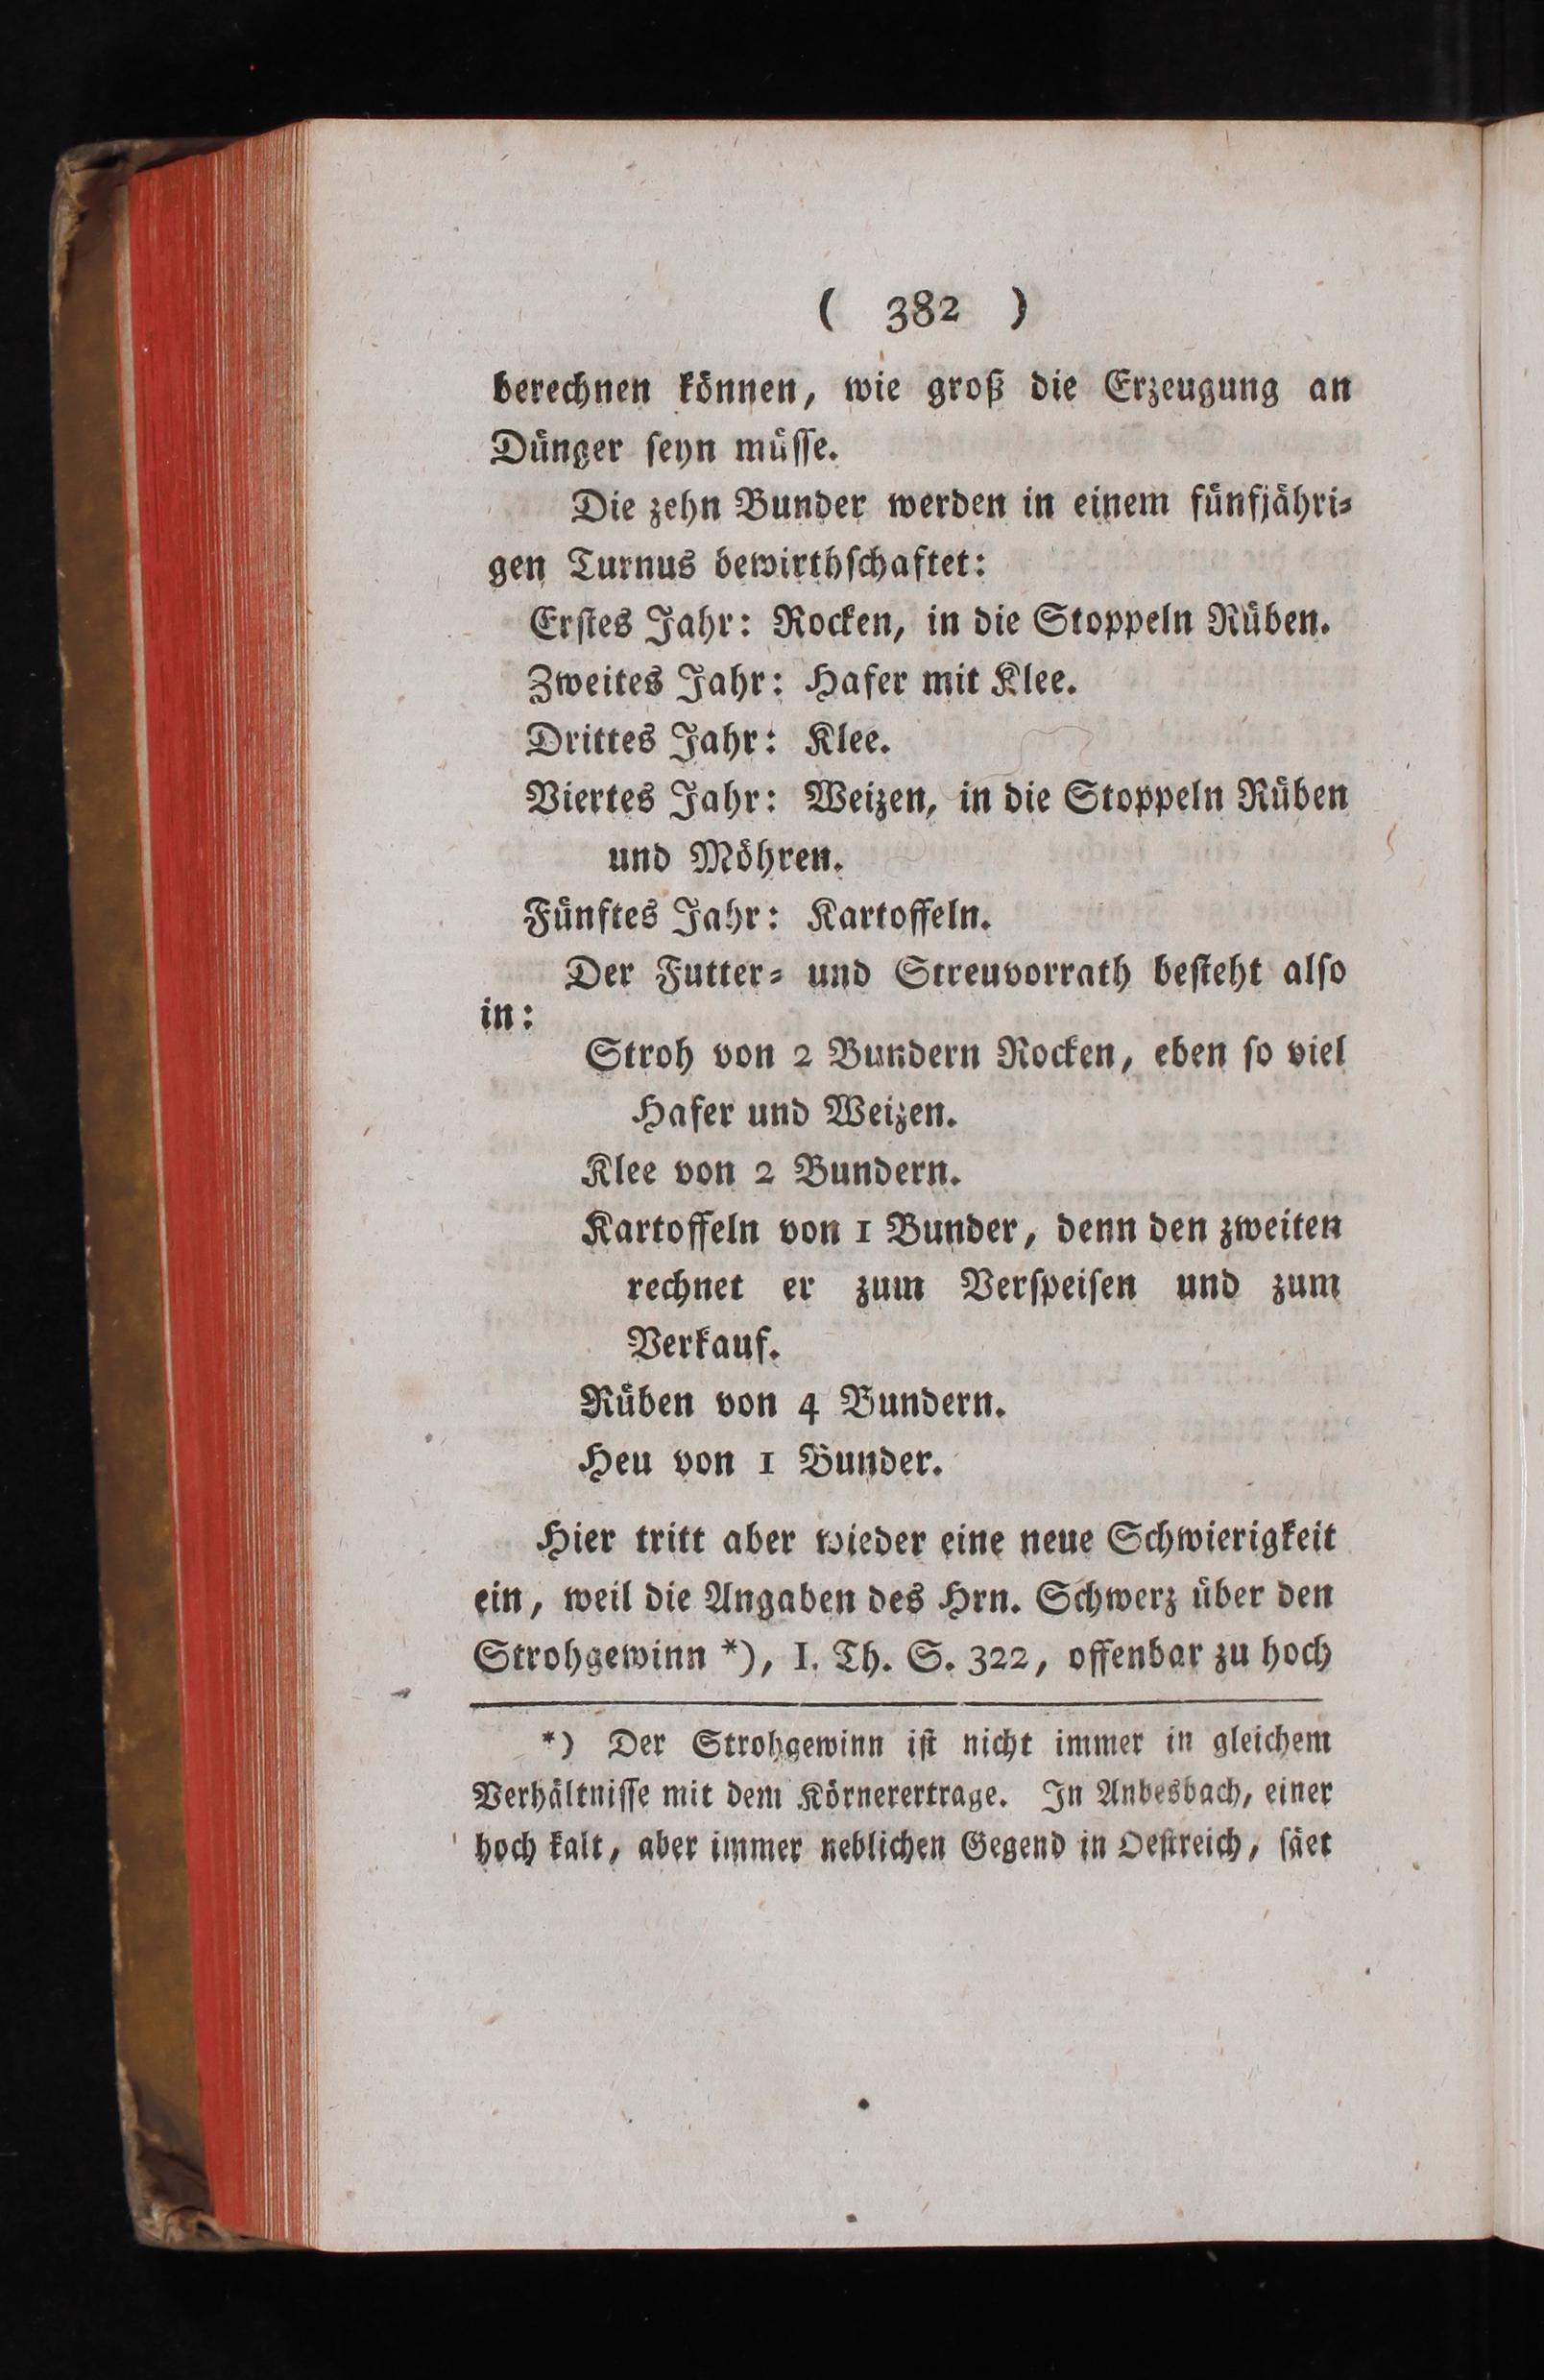 ( 382 )
berechnen können, wie groß die Erzeugung an
Dünger seyn müsse.
Die zehn Bunder werden in einem fünfjähri-
gen Turnus bewirthschaftet:
Erstes Jahr: Rocken, in die Stoppeln Rüben.
Zweites Jahr: Hafer mit Klee.
Drittes Jahr: Klee.
Viertes Jahr: Weizen, in die Stoppeln Rüben
und Möhren.
Fünftes Jahr: Kartoffeln.
Der Futter- und Streuvorrath besteht also
in:
Stroh von 2 Bundern Rocken, eben so viel
Hafer und Weizen.
Klee von 2 Bundern.
Kartoffeln von 1 Bunder, denn den zweiten
rechnet er zum Verspeisen und zum
Verkauf.
Rüben von 4 Bundern.
Heu von 1 Bunder.
Hier tritt aber wieder eine neue Schwierigkeit
ein, weil die Angaben des Hrn. Schwerz über den
Strohgewinn *), I. Th. S. 322, offenbar zu hoch
*) Der Strohgewinn ist nicht immer in gleichem
Verhältnisse mit dem Körnerertrage. In Anbesbach, einer
hoch kalt, aber immer neblichen Gegend in Oestreich, säet